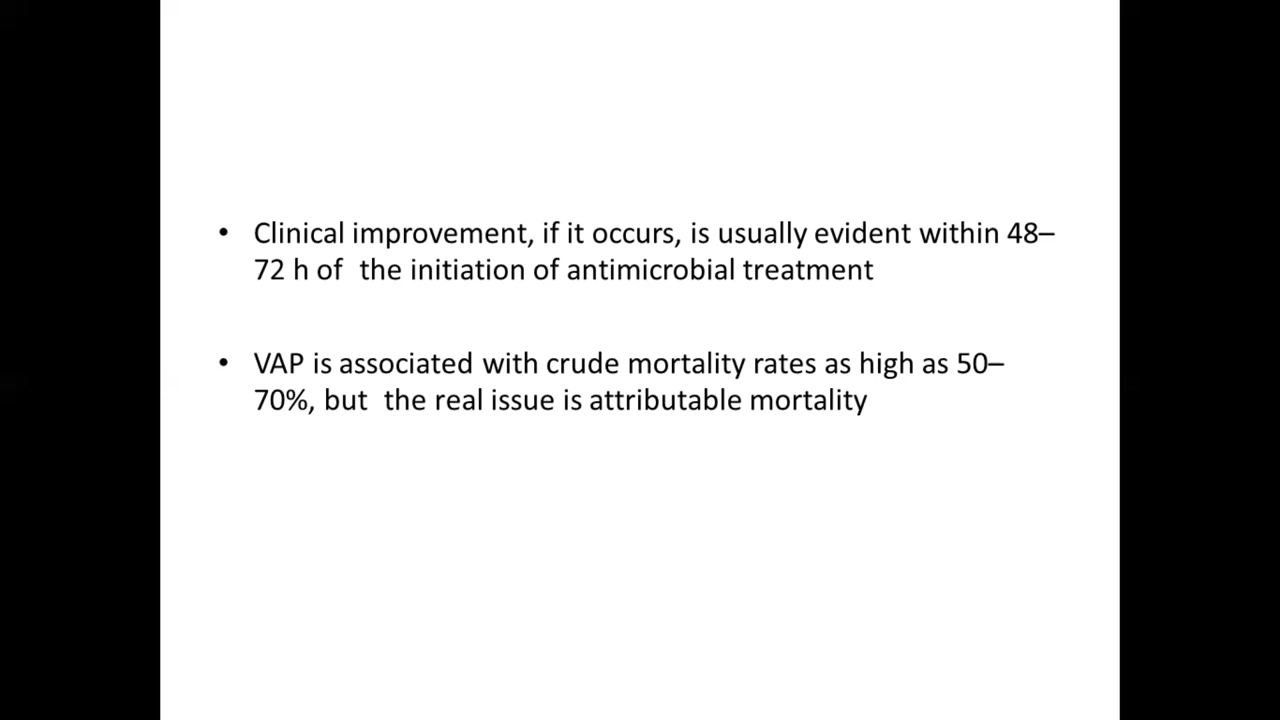 • Clinical improvement, if it occurs, is usually evident within 48–
72 h of  the initiation of antimicrobial treatment
• VAP is associated with crude mortality rates as high as 50–
70%, but  the real issue is attributable mortality